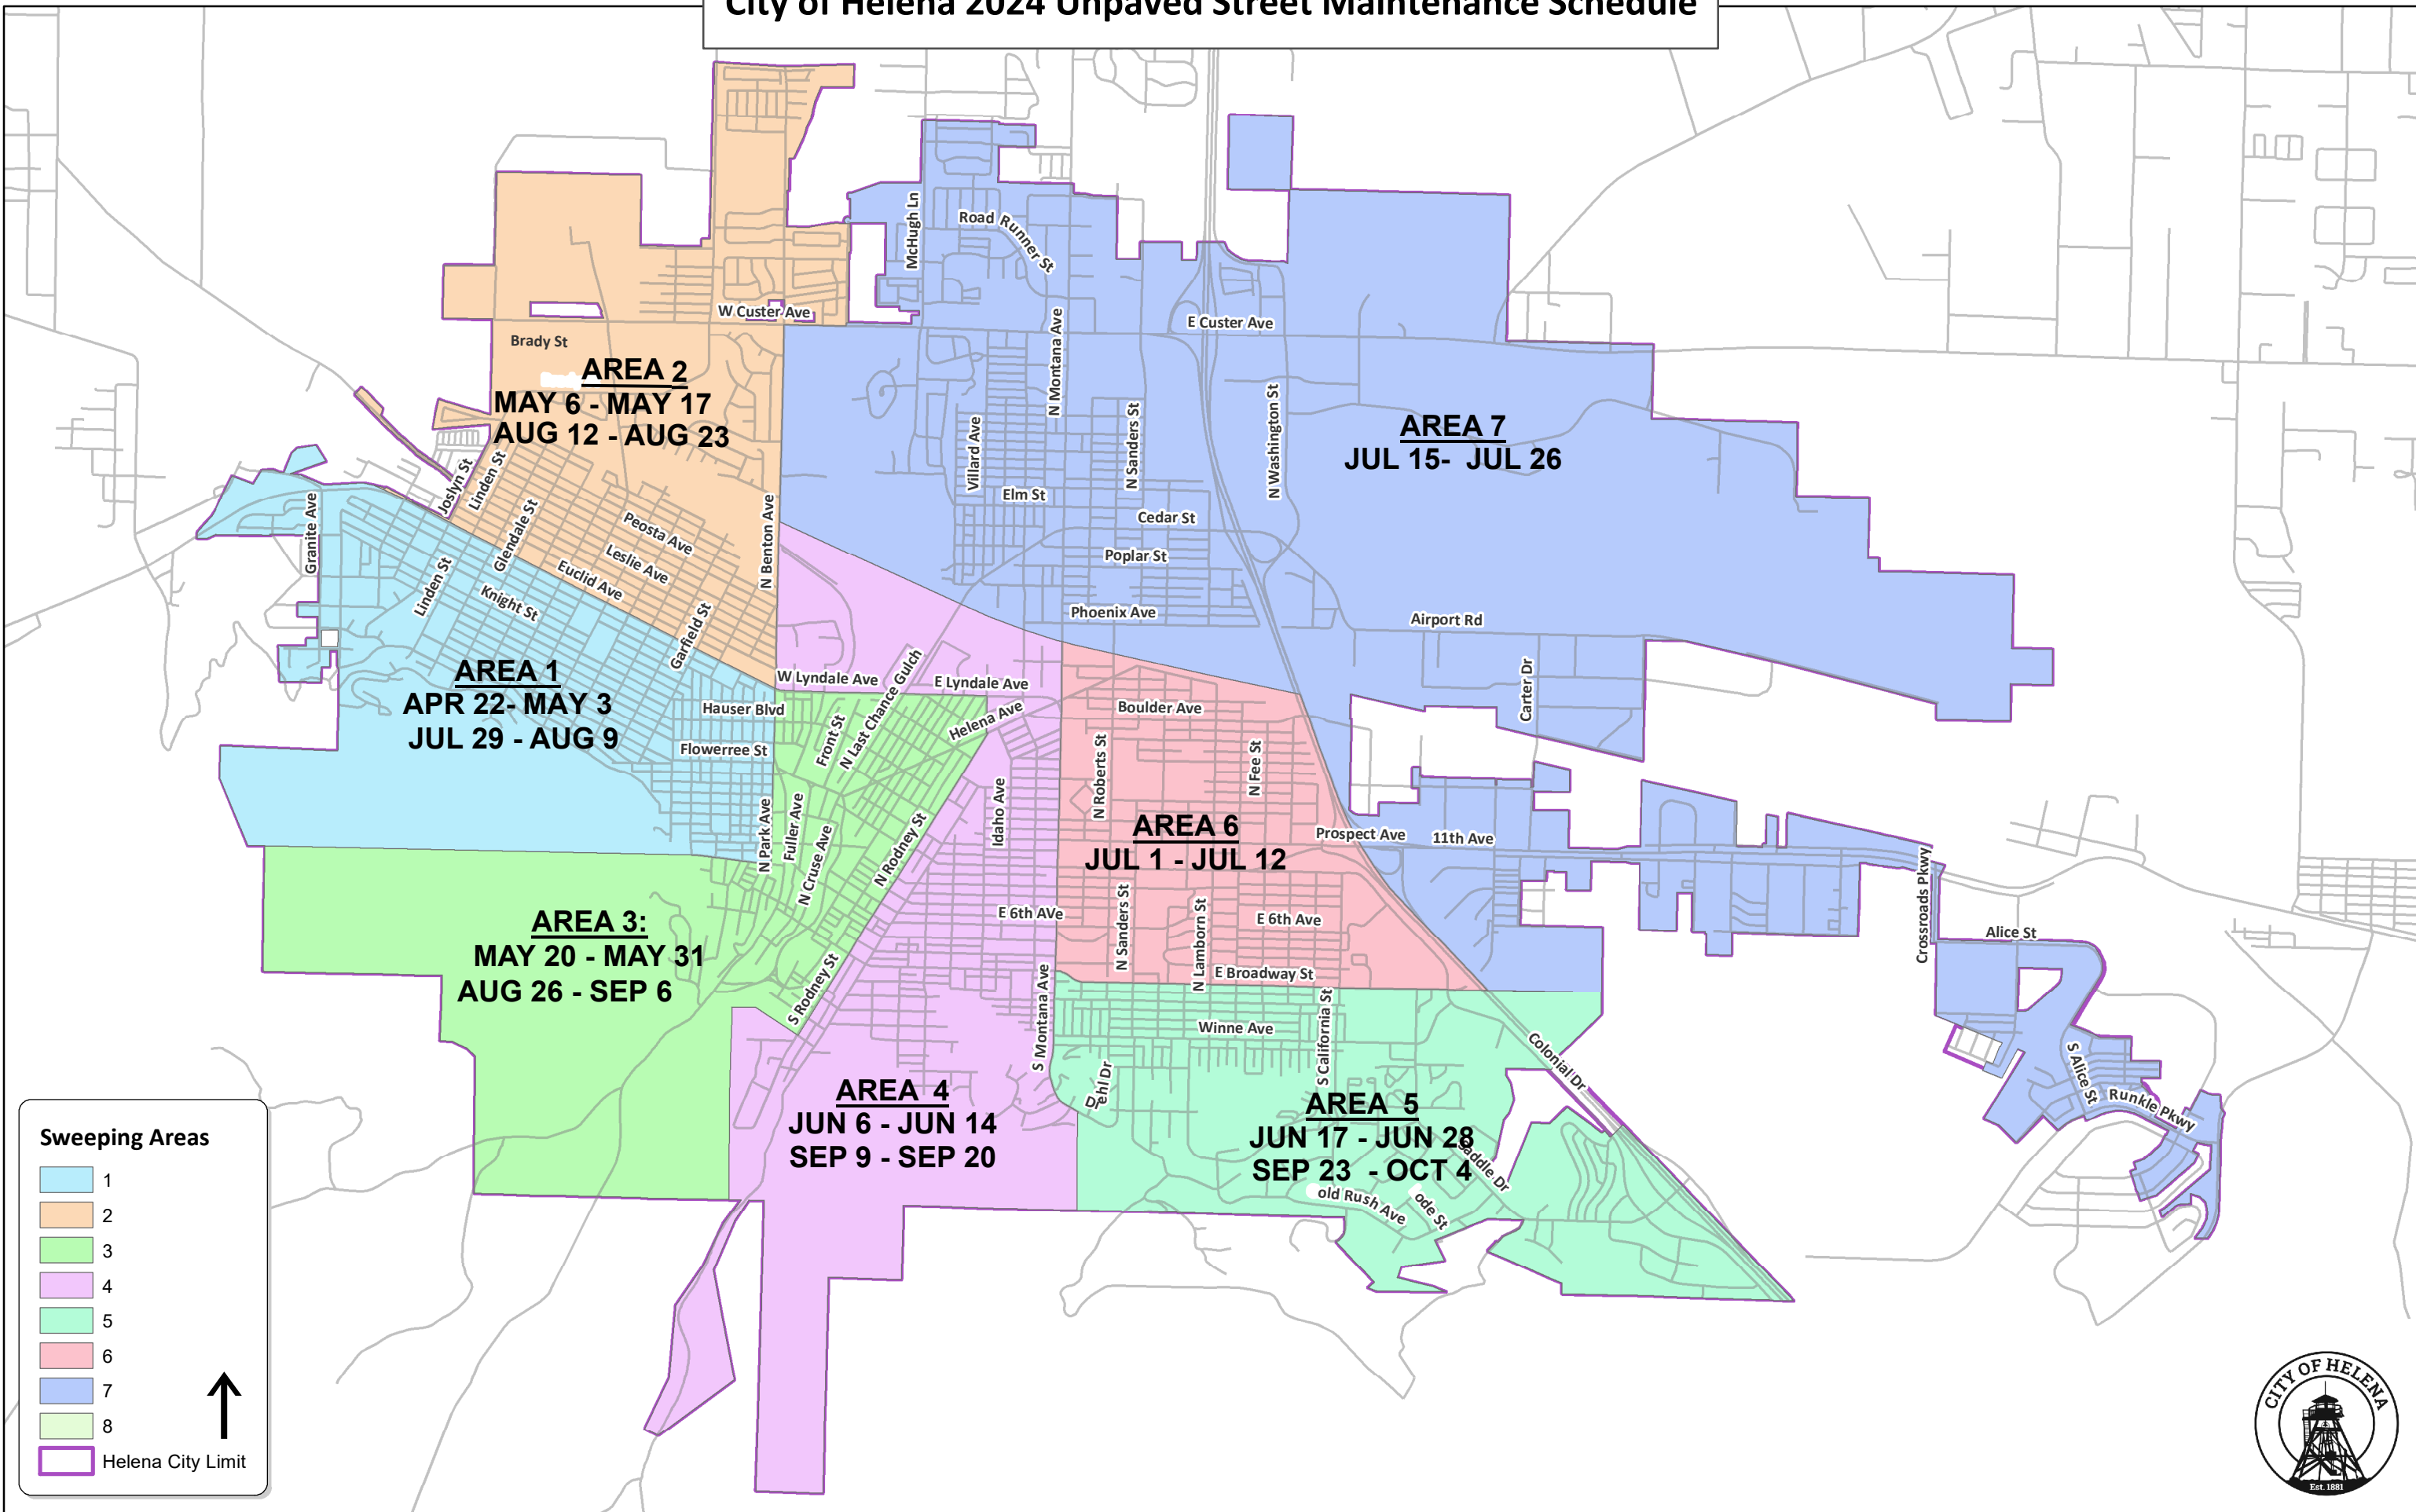 City of Helena 2024 Unpaved Street Maintenance Schedule
McHugh Ln
Road Runner St
W Custer Ave
E Custer Ave
N Montana Ave
Brady St
AREA 2
MAY 6 - MAY 17
AUG 12 - AUG 23
AREA 7
JUL 15- JUL 26
Villard Ave
N Sanders St
N Washington St
Joslyn St
Linden St
Granite Ave
Glendale St
Elm St
Cedar St
Peosta Ave
Leslie Ave
Euclid Ave
N Benton Ave
Poplar St
Linden St
Knight St
Garfield St
Phoenix Ave
Airport Rd
AREA 1
APR 22- MAY 3
JUL 29 - AUG 9
W Lyndale Ave
E Lyndale Ave
N Last Chance Gulch
Hauser Blvd
Front St
Helena Ave
Boulder Ave
Carter Dr
Flowerree St
N Roberts St
N Fee St
Idaho Ave
N Park Ave
Fuller Ave
N Cruse Ave
N Rodney St
AREA 6
JUL 1 - JUL 12
Prospect Ave
11th Ave
Crossroads Pkwy
AREA 3:
MAY 20 - MAY 31
AUG 26 - SEP 6
E 6th AVe
N Sanders St
N Lamborn St
E 6th Ave
Alice St
E Broadway St
S Rodney St
S Montana Ave
Winne Ave
S California St
Colonial Dr
S Alice St
Runkle Pkwy
AREA 4
JUN 6 - JUN 14
SEP 9 - SEP 20
ehl Dr
D
AREA 5
JUN 17 - JUN 28
SEP 23 - OCT 4
addle Dr
old Rush Ave
ode St
Sweeping Areas
1
2
3
4
5
6
7
8
Helena City Limit
CITY OF HELENA
Est. 1881